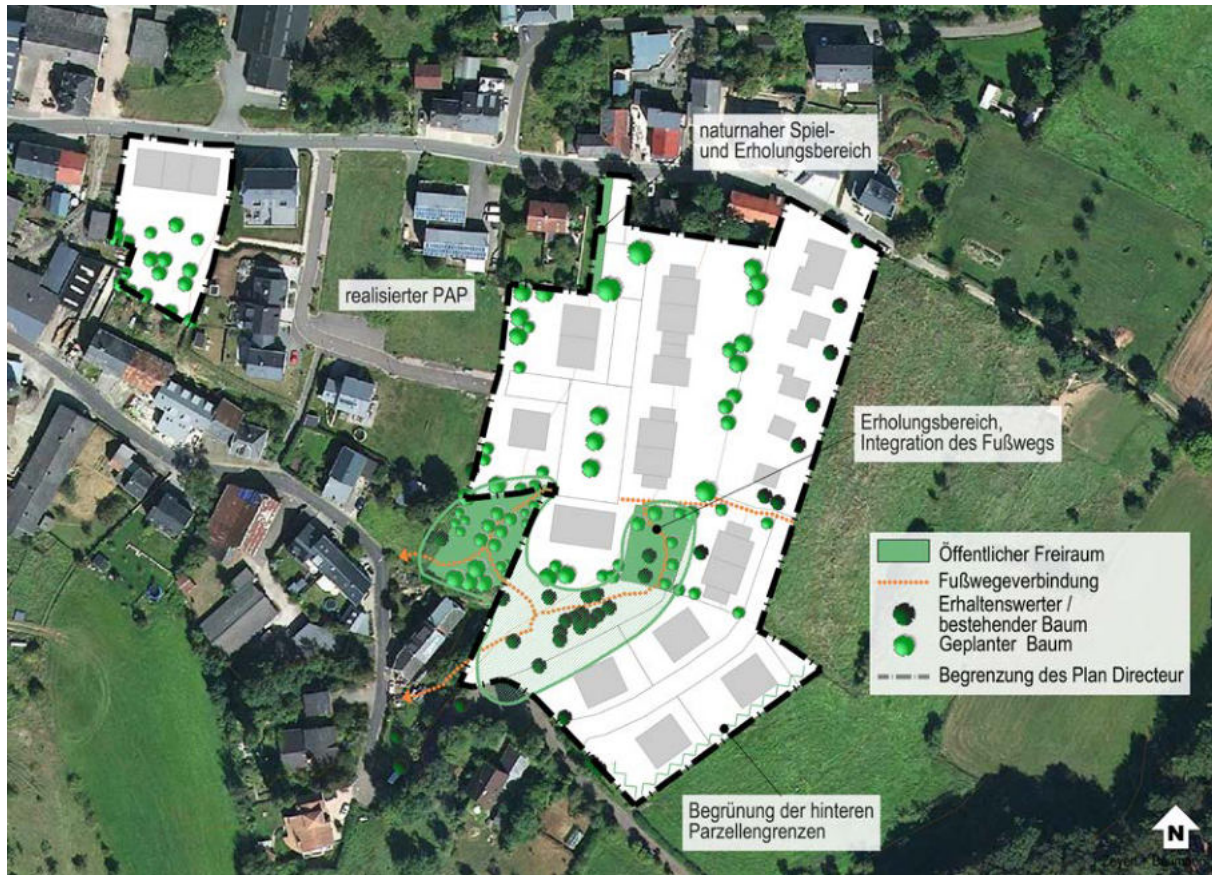 naturnaher Spiel-
und Erholungsbereich
realisierter PAP
Erholungsbereich,
Integration des Fußwegs
Öffentlicher Freiraum
Fußwegeverbindung
Erhaltenswerter /
bestehender Baum
Geplanter Baum
Begrenzung des Plan Directeur
Begrünung der hinteren
Parzellengrenzen
N